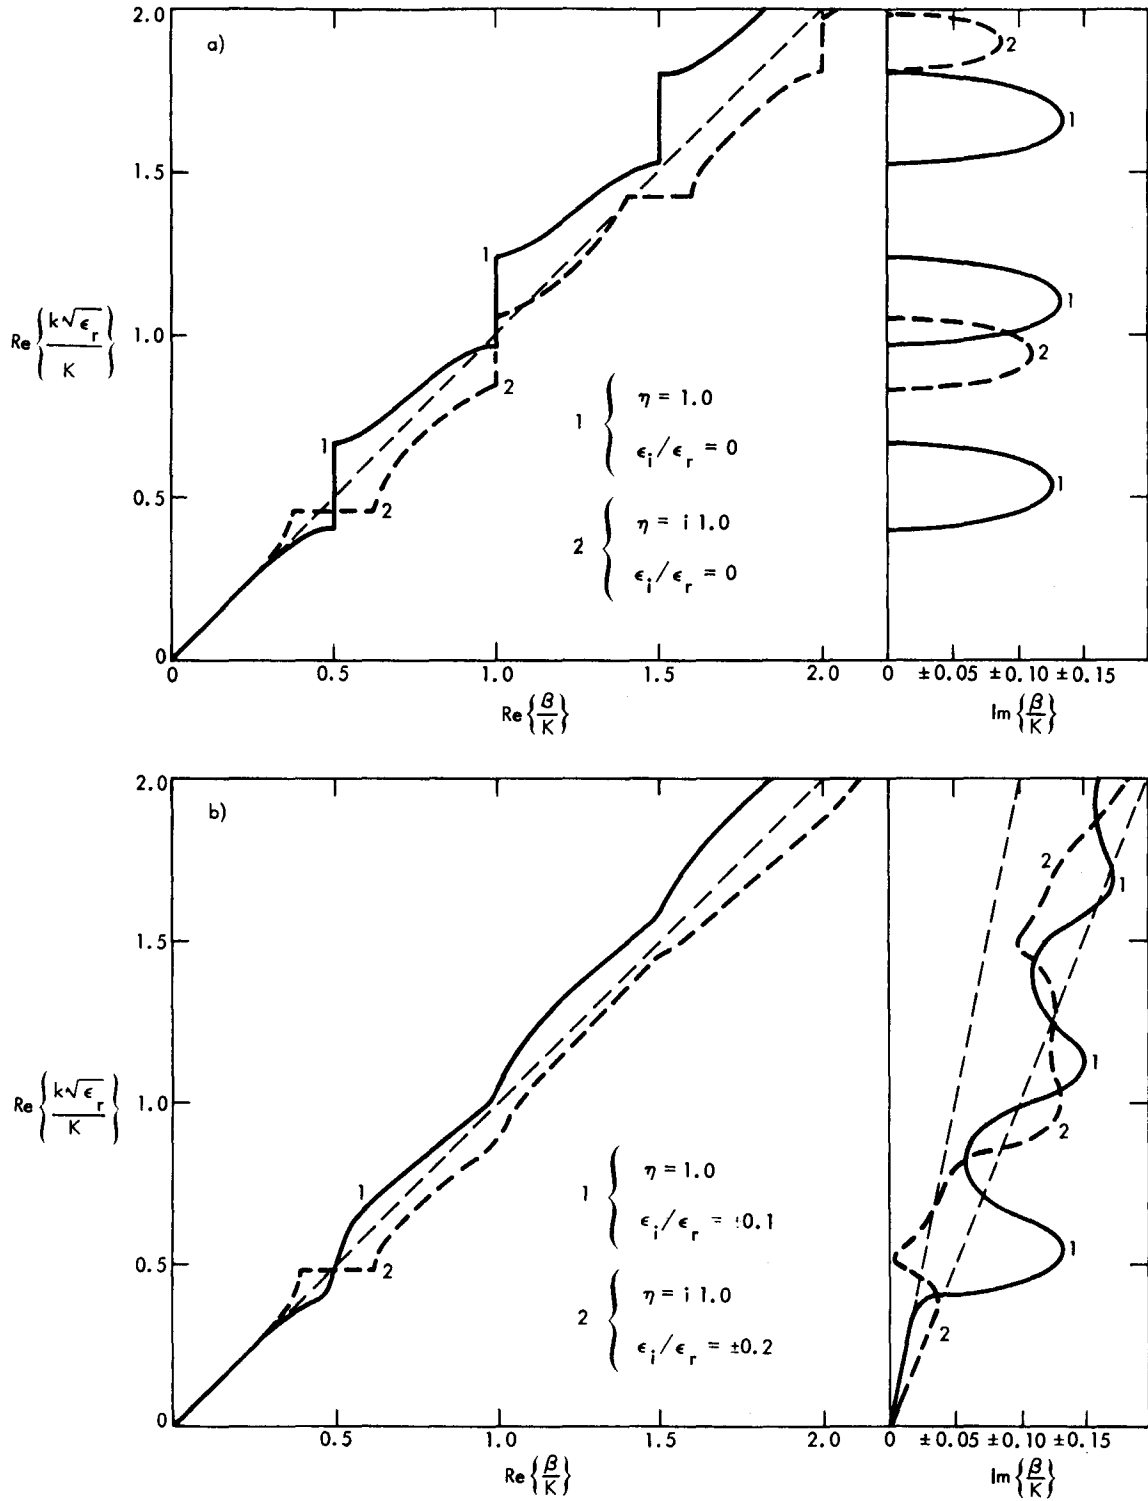 a)
2.0
1.5
1.0
0.5
0
Re { k√ϵr / K }
1
1
2
2
1 { η = 1.0
ϵi/ϵr = 0
2 { η = i 1.0
ϵi/ϵr = 0
0 0.5 1.0 1.5 2.0
Re { β/K }
2
1
1
2
1
0 ±0.05 ±0.10 ±0.15
Im { β/K }
b)
2.0
1.5
1.0
0.5
0
Re { k√ϵr / K }
1
2
1 { η = 1.0
ϵi/ϵr = ±0.1
2 { η = i 1.0
ϵi/ϵr = ±0.2
0.5 1.0 1.5 2.0
Re { β/K }
2
1
1
2
1
2
0 ±0.05 ±0.10 ±0.15
Im { β/K }